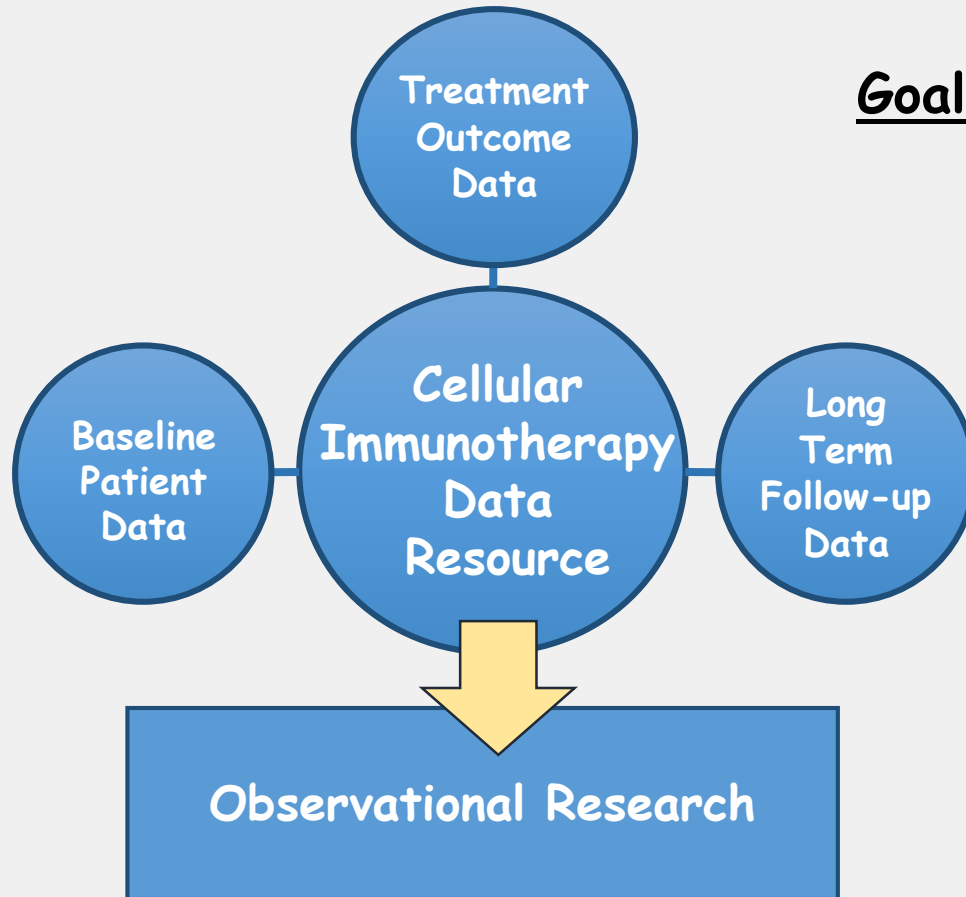 Treatment
Outcome
Data
Goal
Baseline
Patient
Data
Cellular
Immunotherapy
Data
Resource
Long
Term
Follow-up
Data
Observational Research